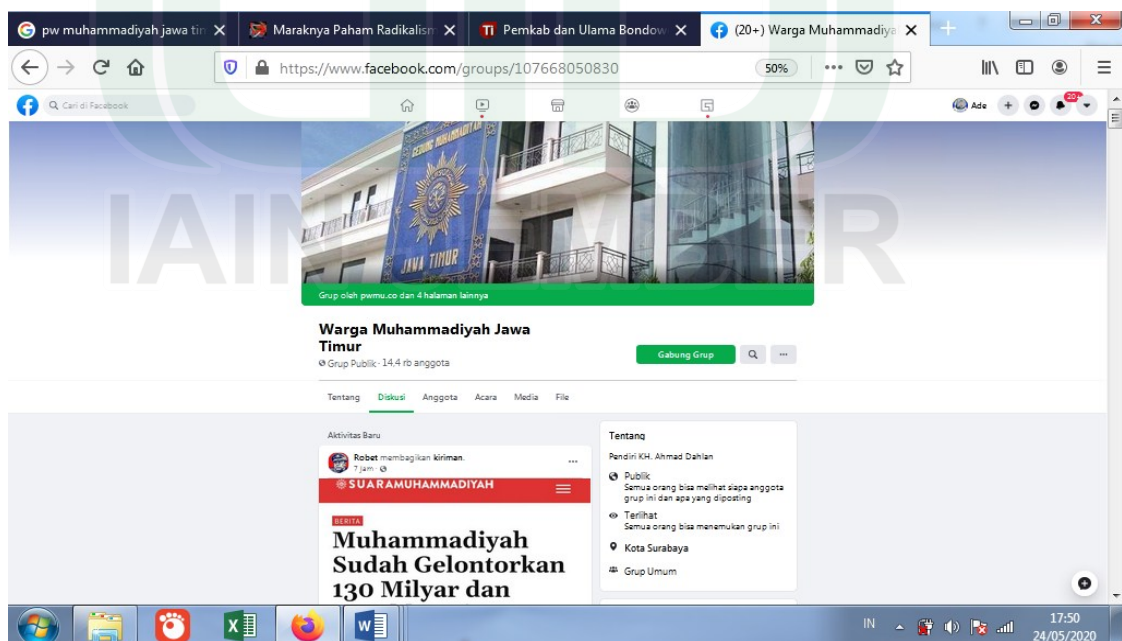 pw muhammadiyah jawa tim
Maraknya Paham Radikalism
Pemkab dan Ulama Bondow
(20+) Warga Muhammadiya
https://www.facebook.com/groups/107668050830
50%
Cari di Facebook
Ade
20+
GEDUNG MUHAMMADIYAH
JAWA TIMUR
IAIN JEMBER
Grup oleh pwmu.co dan 4 halaman lainnya
Warga Muhammadiyah Jawa
Timur
Grup Publik · 14,4 rb anggota
Gabung Grup
Tentang Diskusi Anggota Acara Media File
Aktivitas Baru
Robet membagikan kiriman.
7 jam
SUARAMUHAMMADIYAH
BERITA
Muhammadiyah
Sudah Gelontorkan
130 Milyar dan
Tentang
Pendiri KH. Ahmad Dahlan
Publik
Semua orang bisa melihat siapa anggota
grup ini dan apa yang diposting
Terlihat
Semua orang bisa menemukan grup ini
Kota Surabaya
Grup Umum
IN
17:50
24/05/2020